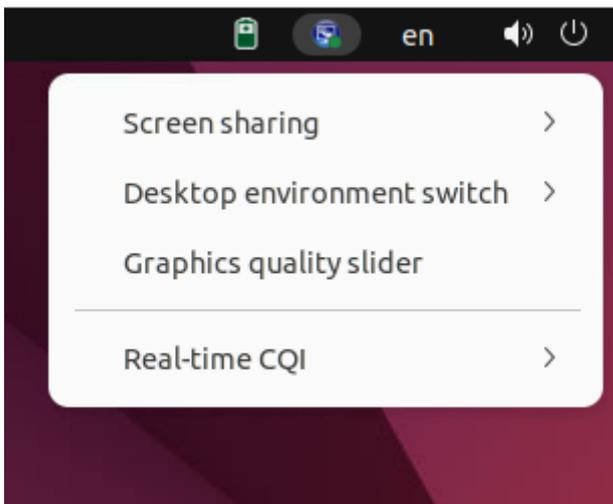 en
Screen sharing
Desktop environment switch
Graphics quality slider
Real-time CQI